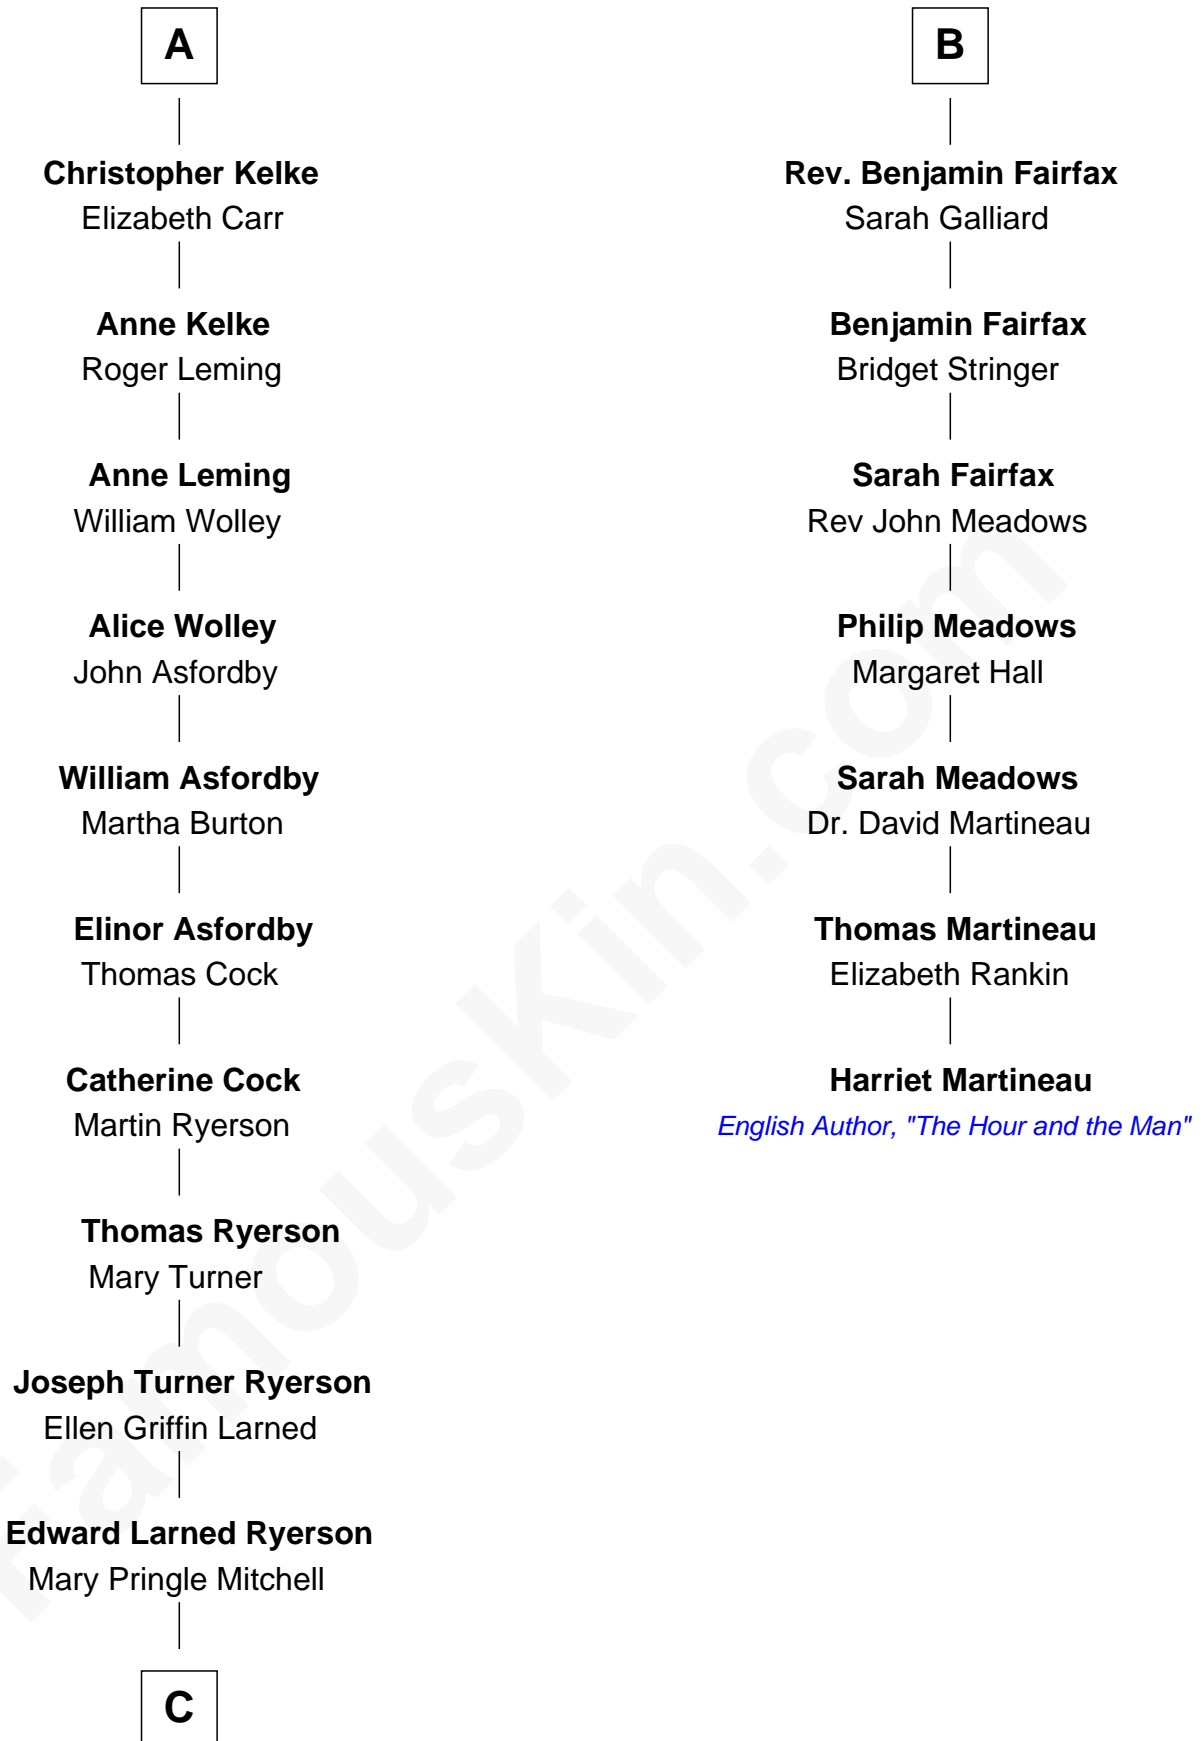 A
Christopher Kelke
Elizabeth Carr
Anne Kelke
Roger Leming
Anne Leming
William Wolley
Alice Wolley
John Asfordby
William Asfordby
Martha Burton
Elinor Asfordby
Thomas Cock
Catherine Cock
Martin Ryerson
Thomas Ryerson
Mary Turner
Joseph Turner Ryerson
Ellen Griffin Larned
Edward Larned Ryerson
Mary Pringle Mitchell
C
B
Rev. Benjamin Fairfax
Sarah Galliard
Benjamin Fairfax
Bridget Stringer
Sarah Fairfax
Rev John Meadows
Philip Meadows
Margaret Hall
Sarah Meadows
Dr. David Martineau
Thomas Martineau
Elizabeth Rankin
Harriet Martineau
English Author, "The Hour and the Man"
FamousKin.com